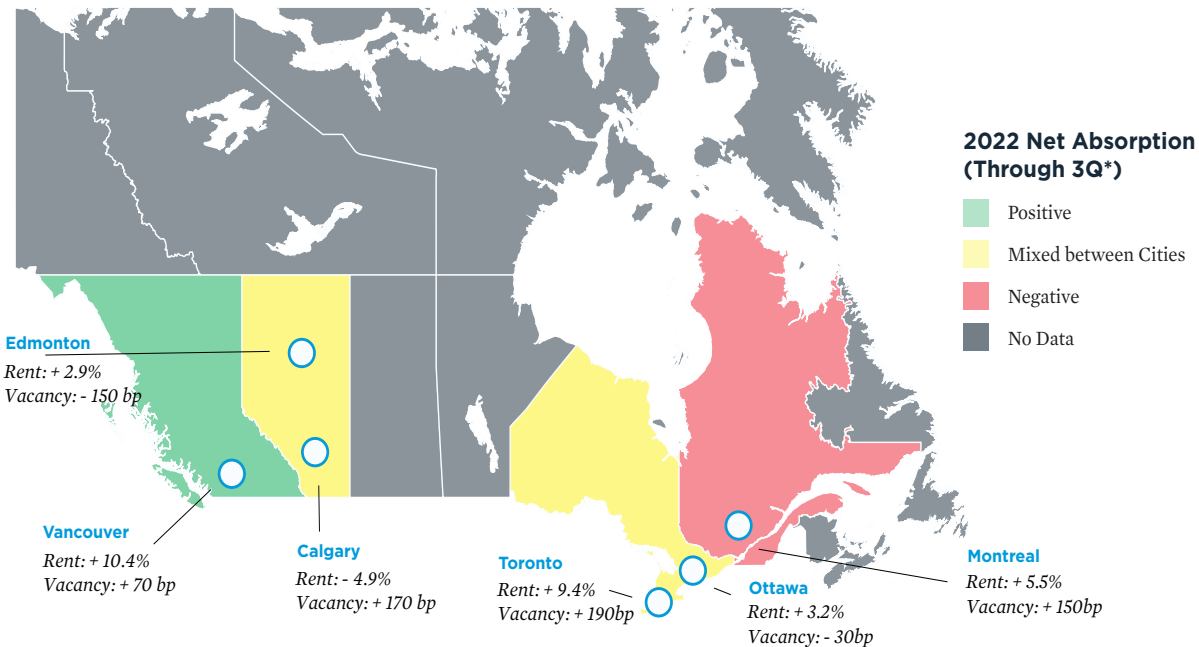 2022 Net Absorption
(Through 3Q*)
Positive
Mixed between Cities
Negative
No Data
Edmonton
Rent: + 2.9%
Vacancy: - 150 bp
Vancouver
Rent: + 10.4%
Vacancy: + 70 bp
Calgary
Rent: - 4.9%
Vacancy: + 170 bp
Toronto
Rent: + 9.4%
Vacancy: + 190bp
Ottawa
Rent: + 3.2%
Vacancy: - 30bp
Montreal
Rent: + 5.5%
Vacancy: + 150bp